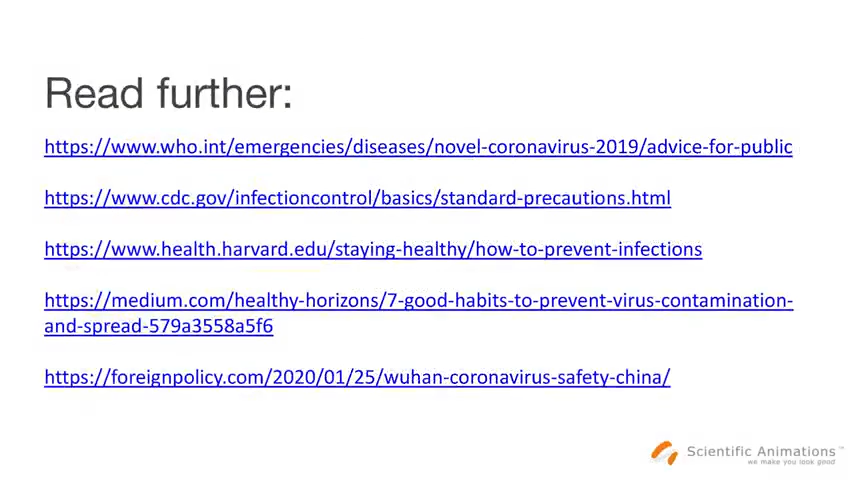 Read further:
https://www.who.int/emergencies/diseases/novel-coronavirus-2019/advice-for-public
https://www.cdc.gov/infectioncontrol/basics/standard-precautions.html
https://www.health.harvard.edu/staying-healthy/how-to-prevent-infections
https://medium.com/healthy-horizons/7-good-habits-to-prevent-virus-contamination-
and-spread-579a3558a5f6
https://foreignpolicy.com/2020/01/25/wuhan-coronavirus-safety-china/
Scientific Animations™
we make you look good